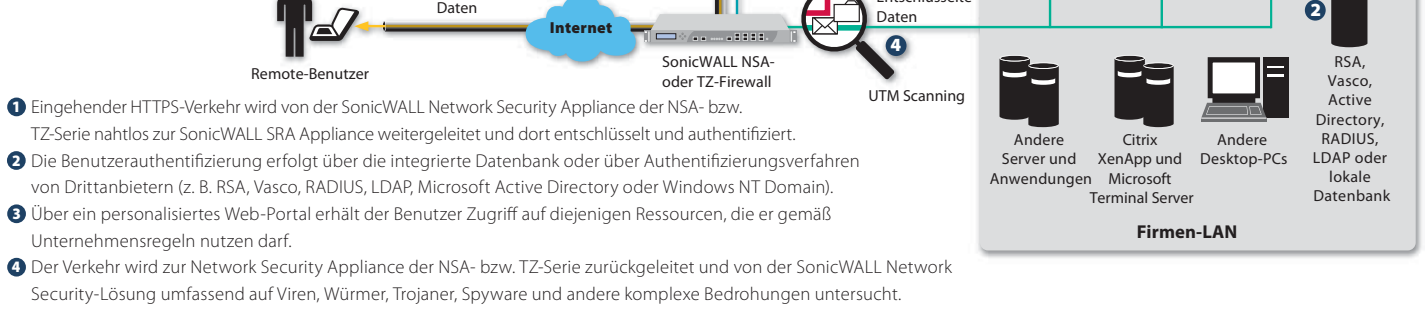 Daten
Internet
Remote-Benutzer
SonicWALL NSA-
oder TZ-Firewall
Daten
4
UTM Scanning
2
RSA,
Vasco,
Active
Directory,
RADIUS,
LDAP oder
lokale
Datenbank
Andere
Server und
Anwendungen
Citrix
XenApp und
Microsoft
Terminal Server
Andere
Desktop-PCs
Firmen-LAN
1 Eingehender HTTPS-Verkehr wird von der SonicWALL Network Security Appliance der NSA- bzw.
TZ-Serie nahtlos zur SonicWALL SRA Appliance weitergeleitet und dort entschlüsselt und authentifiziert.
2 Die Benutzerauthentifizierung erfolgt über die integrierte Datenbank oder über Authentifizierungsverfahren
von Drittanbietern (z. B. RSA, Vasco, RADIUS, LDAP, Microsoft Active Directory oder Windows NT Domain).
3 Über ein personalisiertes Web-Portal erhält der Benutzer Zugriff auf diejenigen Ressourcen, die er gemäß
Unternehmensregeln nutzen darf.
4 Der Verkehr wird zur Network Security Appliance der NSA- bzw. TZ-Serie zurückgeleitet und von der SonicWALL Network
Security-Lösung umfassend auf Viren, Würmer, Trojaner, Spyware und andere komplexe Bedrohungen untersucht.